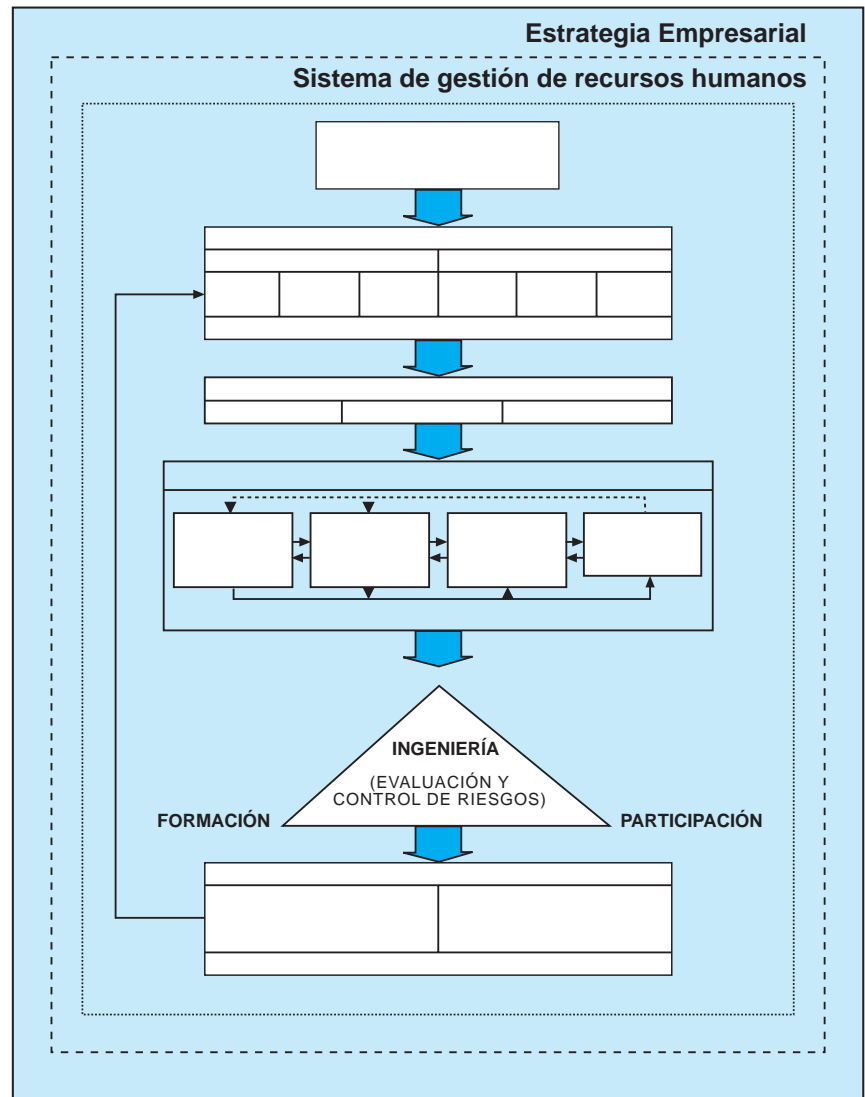 Estrategia Empresarial
Sistema de gestión de recursos humanos
INGENIERÍA
(EVALUACIÓN Y
CONTROL DE RIESGOS)
FORMACIÓN
PARTICIPACIÓN